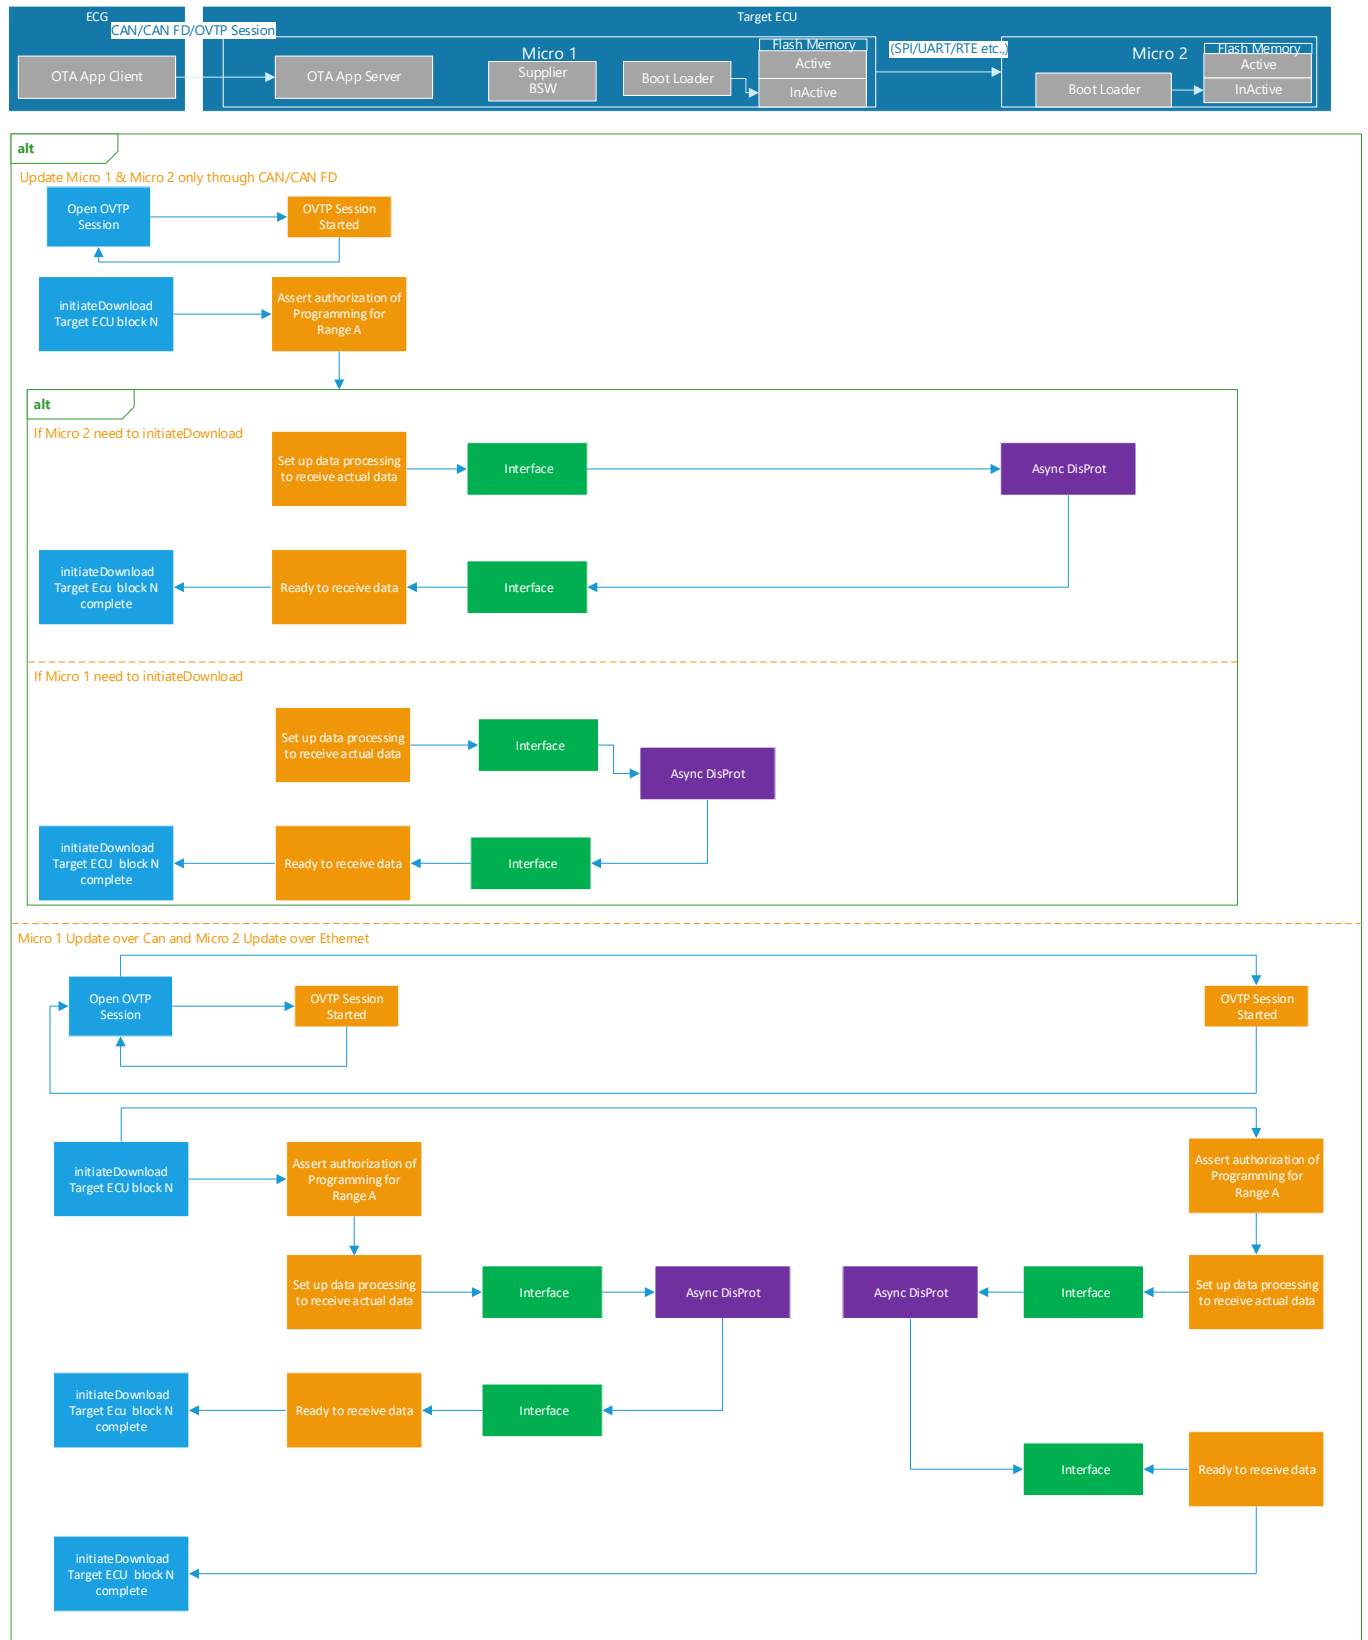 ECG
Target ECU
CAN/CAN FD/OVTP Session
(SPI/UART/RTE etc.,)
Micro 1
Flash Memory
Micro 2
Flash Memory
OTA App Client
OTA App Server
Supplier
BSW
Boot Loader
Active
InActive
Boot Loader
Active
InActive
alt
Update Micro 1 & Micro 2 only through CAN/CAN FD
Open OVTP
Session
OVTP Session
Started
initiateDownload
Target ECU block N
Assert authorization of
Programming for
Range A
alt
If Micro 2 need to initiateDownload
Set up data processing
to receive actual data
Interface
Async DisProt
initiateDownload
Target Ecu block N
complete
Ready to receive data
Interface
If Micro 1 need to initiateDownload
Set up data processing
to receive actual data
Interface
Async DisProt
initiateDownload
Target ECU block N
complete
Ready to receive data
Interface
Micro 1 Update over Can and Micro 2 Update over Ethernet
Open OVTP
Session
OVTP Session
Started
OVTP Session
Started
initiateDownload
Target ECU block N
Assert authorization of
Programming for
Range A
Assert authorization of
Programming for
Range A
Set up data processing
to receive actual data
Interface
Async DisProt
Async DisProt
Interface
Set up data processing
to receive actual data
initiateDownload
Target Ecu block N
complete
Ready to receive data
Interface
Interface
Ready to receive data
initiateDownload
Target ECU block N
complete